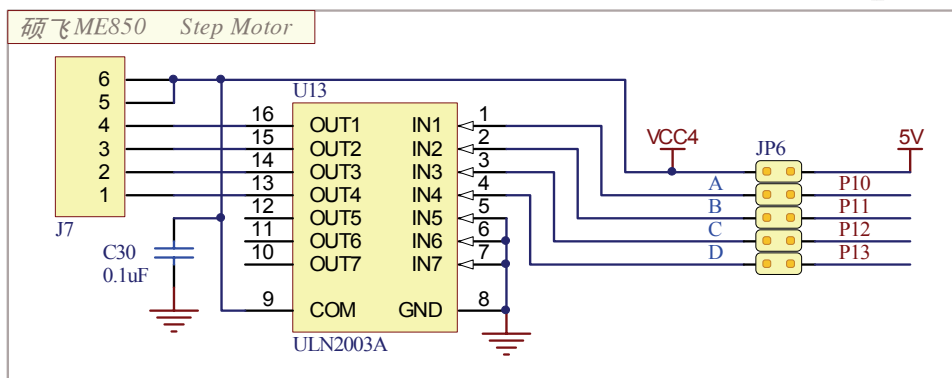 硕飞ME850 Step Motor
U13
6
5
4
3
2
1
J7
16 OUT1 IN1 1
15 OUT2 IN2 2
14 OUT3 IN3 3
13 OUT4 IN4 4
12 OUT5 IN5 5
11 OUT6 IN6 6
10 OUT7 IN7 7
9 COM GND 8
ULN2003A
C30
0.1uF
VCC4 JP6 5V
A P10
B P11
C P12
D P13